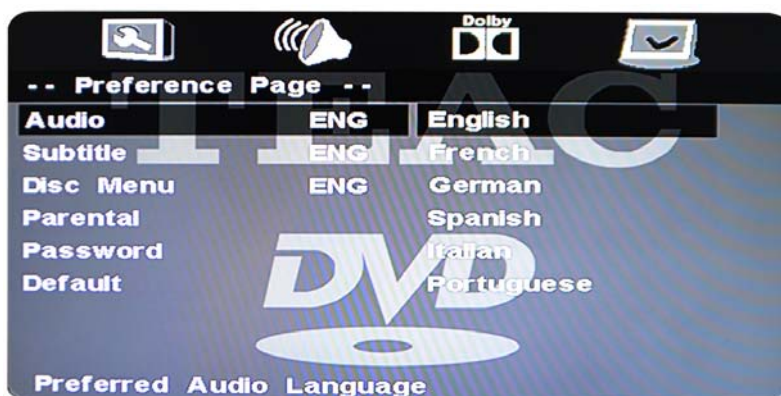 Dolby
-- Preference Page --
TEAC
Audio ENG English
Subtitle ENG French
Disc Menu ENG German
Parental Spanish
Password Italian
Default Portuguese
DVD
Preferred Audio Language